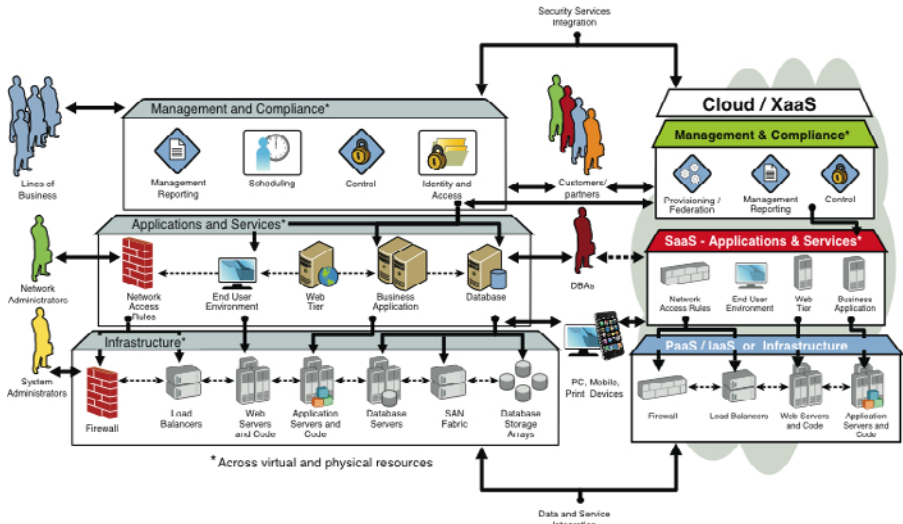 Security Services
Integration
Cloud / XaaS
Management and Compliance*
Management & Compliance*
Lines of
Business
Management
Reporting
Scheduling
Control
Identity and
Access
Customers/
partners
Provisioning /
Federation
Management
Reporting
Control
Applications and Services*
SaaS - Applications & Services*
Network
Administrators
Network
Access
Rules
End User
Environment
Web
Tier
Business
Application
Database
DBAs
Network
Access Rules
End User
Environment
Web
Tier
Business
Application
Infrastructure*
PaaS / IaaS or Infrastructure
System
Administrators
Firewall
Load
Balancers
Web
Servers
and Code
Application
Servers and
Code
Database
Servers
SAN
Fabric
Database
Storage
Arrays
PC, Mobile,
Print Devices
Firewall
Load Balancers
Web Servers
and Code
Application
Servers and
Code
* Across virtual and physical resources
Data and Service
Integration